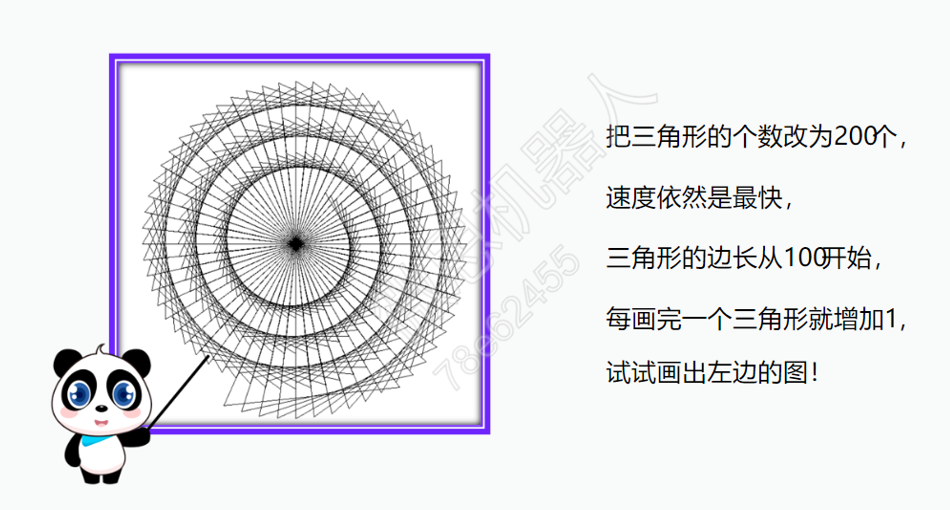 把三角形的个数改为200个，
速度依然是最快，
三角形的边长从100开始，
每画完一个三角形就增加1，
试试画出左边的图！
机器人
78e62455